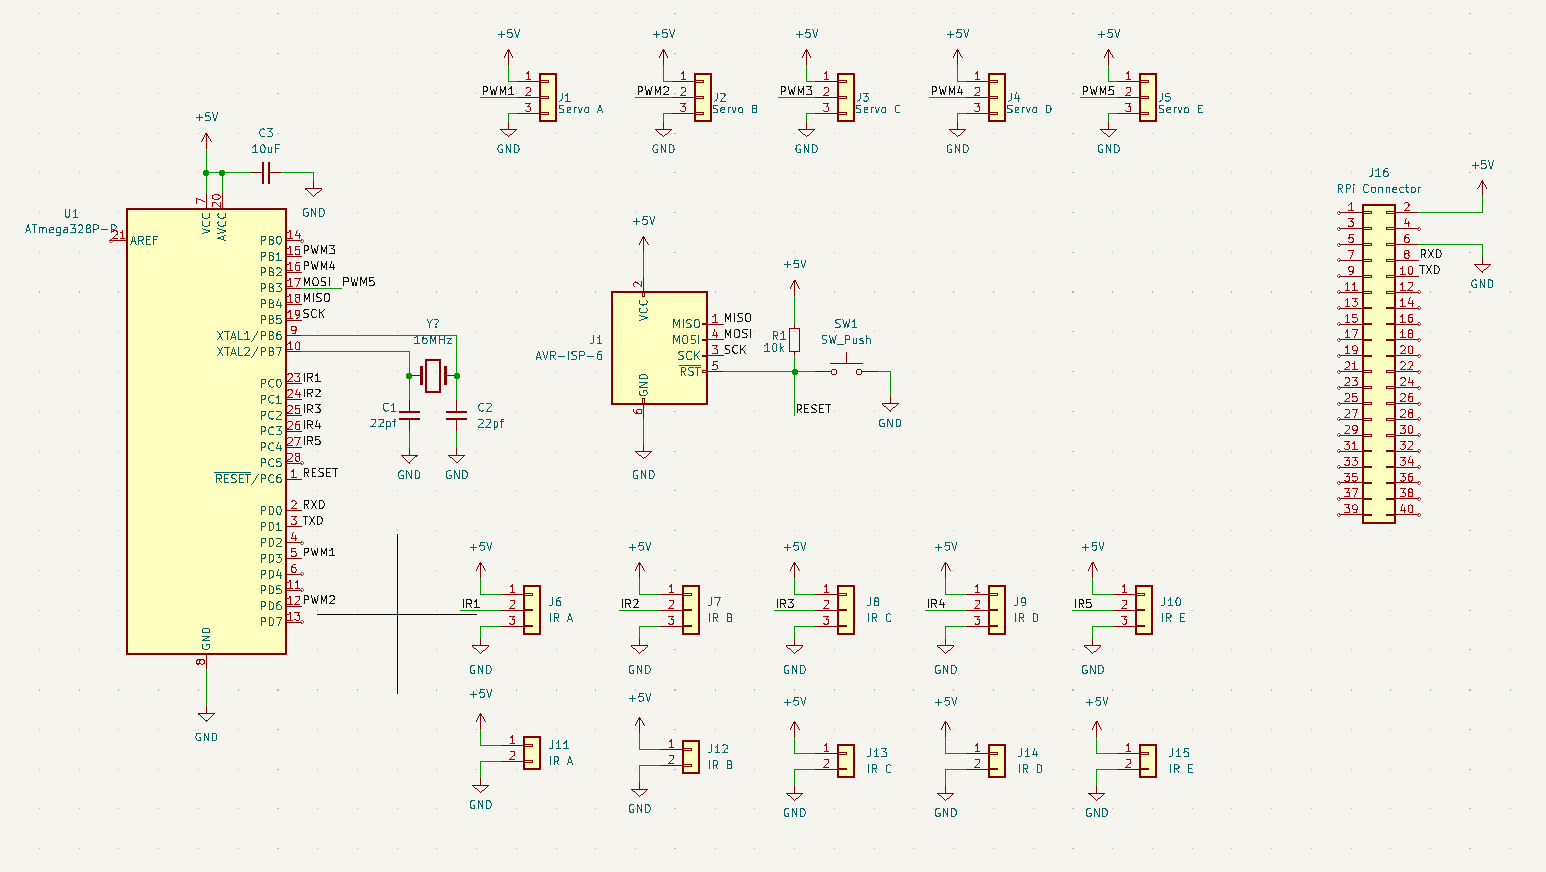 +5V
+5V
+5V
+5V
+5V
PWM1 1 2 3 J1 Servo A
PWM2 1 2 3 J2 Servo B
PWM3 1 2 3 J3 Servo C
PWM4 1 2 3 J4 Servo D
PWM5 1 2 3 J5 Servo E
GND
GND
GND
GND
GND
+5V
C3
10uF
GND
U1
ATmega328P-P
7 VCC
20 AVCC
21 AREF
PB0 14
PB1 15 PWM3
PB2 16 PWM4
PB3 17 MOSI PWM5
PB4 18 MISO
PB5 19 SCK
XTAL1/PB6 9
XTAL2/PB7 10
PC0 23 IR1
PC1 24 IR2
PC2 25 IR3
PC3 26 IR4
PC4 27 IR5
PC5 28
RESET/PC6 1 RESET
PD0 2 RXD
PD1 3 TXD
PD2 4
PD3 5 PWM1
PD4 6
PD5 11
PD6 12 PWM2
PD7 13
GND
8
GND
Y?
16MHz
C1
22pf
C2
22pf
GND
GND
+5V
2
VCC
J1
AVR-ISP-6
MISO 1 MISO
MOSI 4 MOSI
SCK 3 SCK
RST 5
GND
6
GND
+5V
R1
10k
SW1
SW_Push
RESET
GND
J16
RPi Connector
+5V
1 2
3 4
5 6
7 8 RXD
9 10 TXD
11 12
13 14
15 16
17 18
19 20
21 22
23 24
25 26
27 28
29 30
31 32
33 34
35 36
37 38
39 40
GND
+5V
+5V
+5V
+5V
+5V
IR1 1 2 3 J6 IR A
IR2 1 2 3 J7 IR B
IR3 1 2 3 J8 IR C
IR4 1 2 3 J9 IR D
IR5 1 2 3 J10 IR E
GND
GND
GND
GND
GND
+5V
+5V
+5V
+5V
+5V
1 2 J11 IR A
1 2 J12 IR B
1 2 J13 IR C
1 2 J14 IR D
1 2 J15 IR E
GND
GND
GND
GND
GND